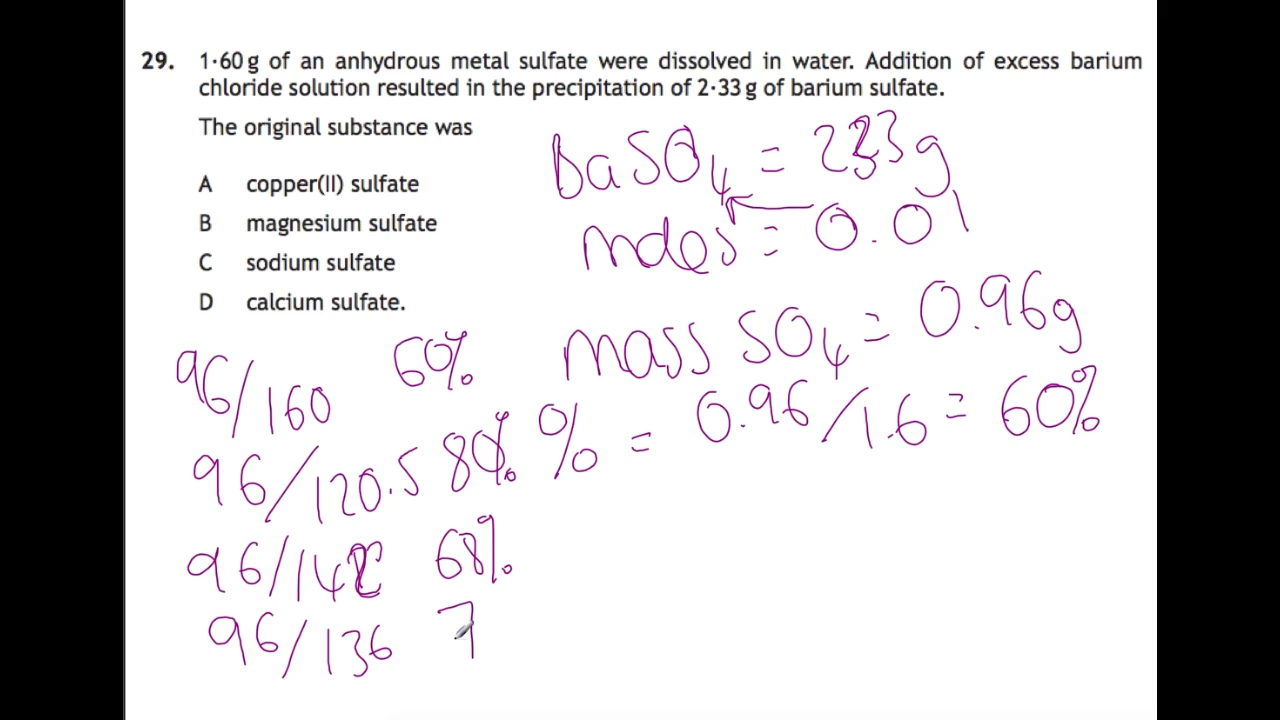 29. 1·60 g of an anhydrous metal sulfate were dissolved in water. Addition of excess barium
chloride solution resulted in the precipitation of 2·33 g of barium sulfate.
The original substance was
A copper(II) sulfate
B magnesium sulfate
C sodium sulfate
D calcium sulfate.
BaSO4 = 233g
moles = 0.01
mass SO4 = 0.96g
% = 0.96/1.6 = 60%
96/160 60%
96/120.5 80%
96/142 68%
96/136 7